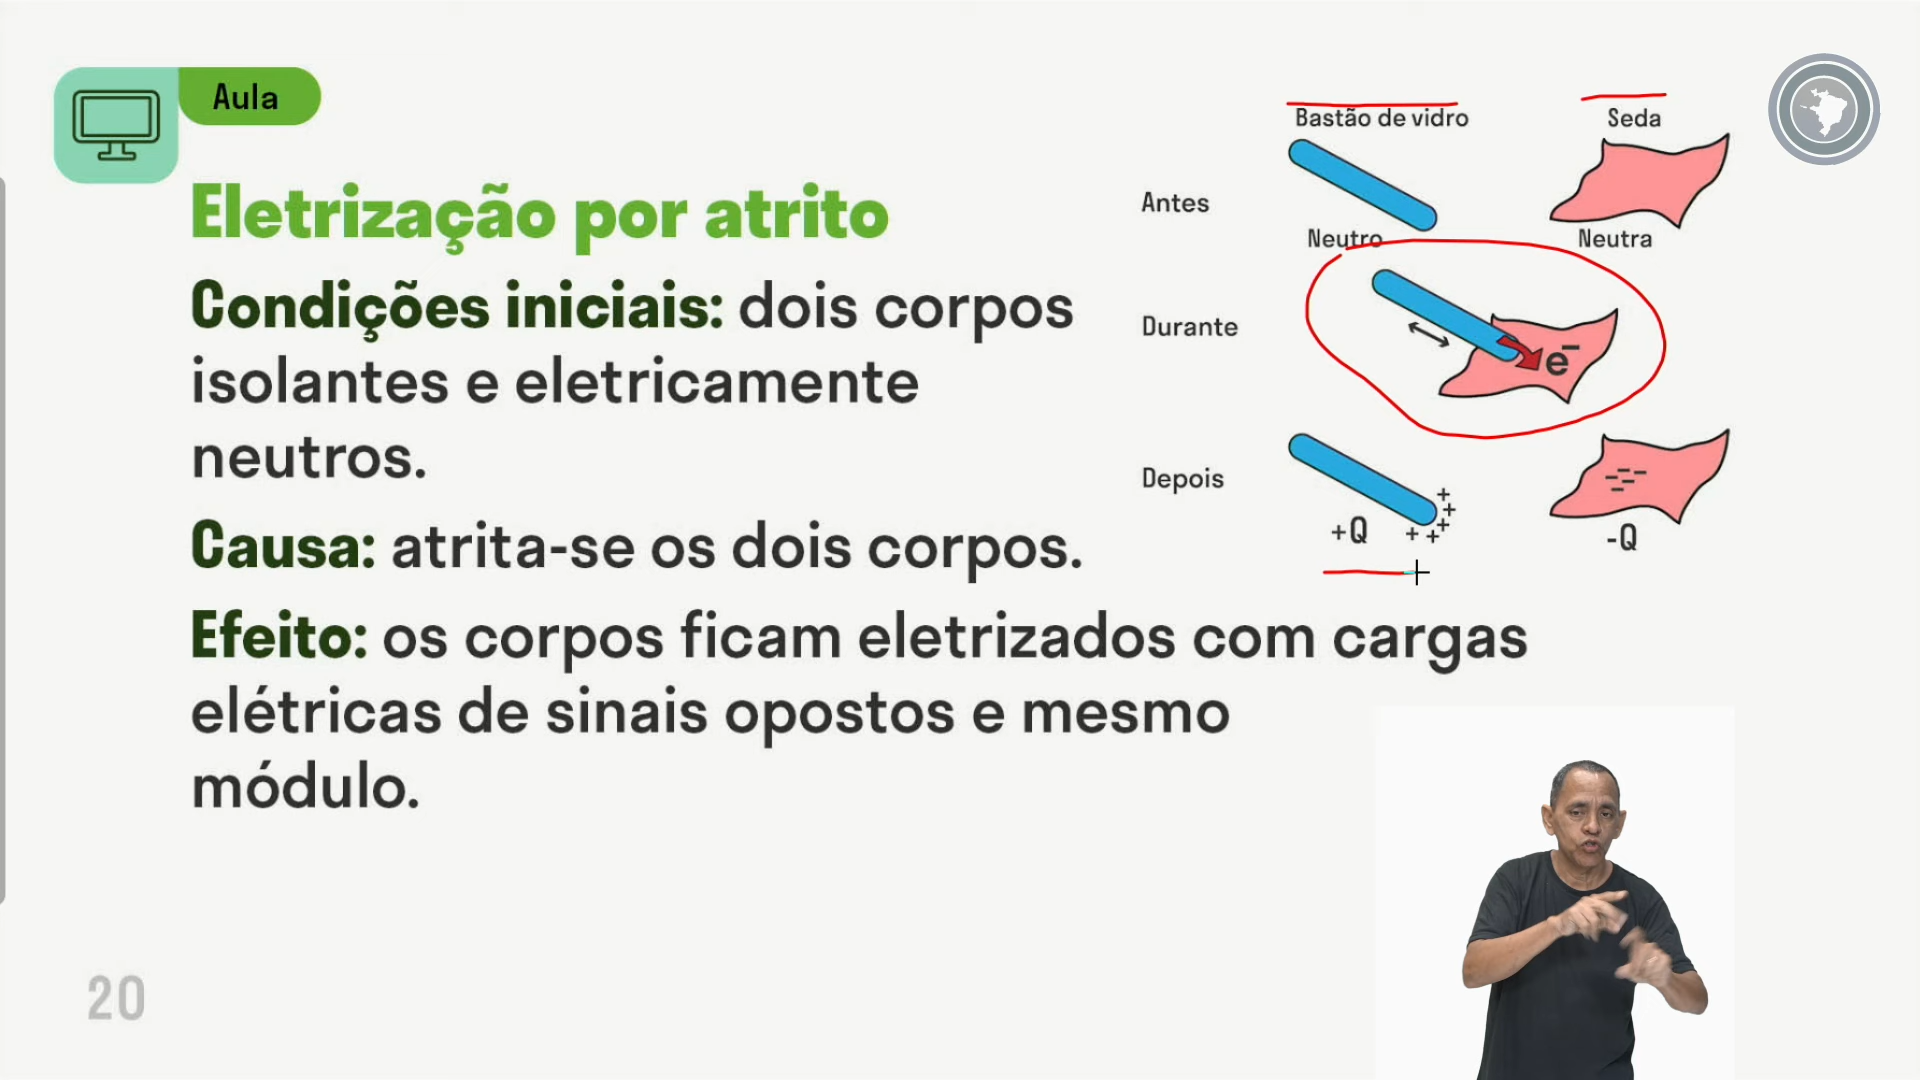 Aula
Eletrização por atrito
Condições iniciais: dois corpos
isolantes e eletricamente
neutros.
Causa: atrita-se os dois corpos.
Efeito: os corpos ficam eletrizados com cargas
elétricas de sinais opostos e mesmo
módulo.
Bastão de vidro
Seda
Antes
Neutro
Neutra
Durante
e⁻
Depois
+ + + + +
+Q
-Q
20